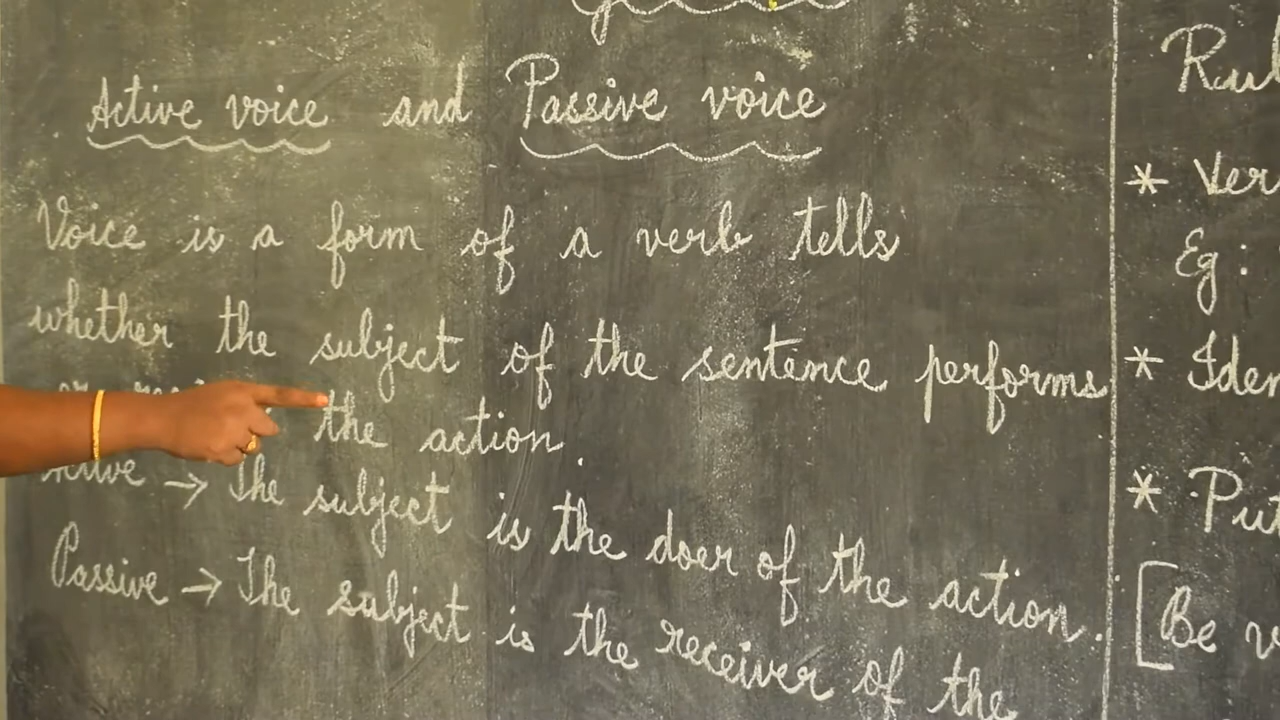 Active voice and Passive voice
Voice is a form of a verb tells
whether the subject of the sentence performs
the action.
Active → The subject is the doer of the action.
Passive → The subject is the receiver of the
Rul
* Ver
Eg :
* Iden
* Put
[Be v